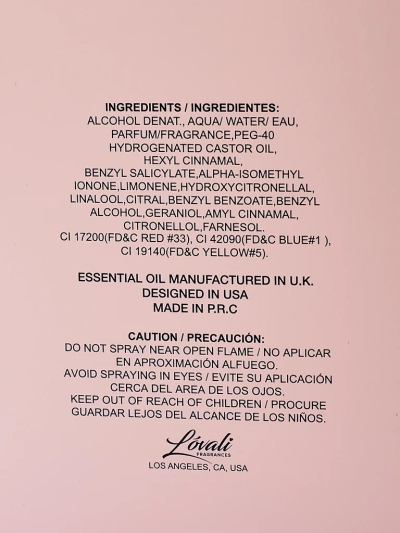 INGREDIENTS / INGREDIENTES:
ALCOHOL DENAT., AQUA/ WATER/ EAU,
PARFUM/FRAGRANCE,PEG-40
HYDROGENATED CASTOR OIL,
HEXYL CINNAMAL,
BENZYL SALICYLATE,ALPHA-ISOMETHYL
IONONE,LIMONENE,HYDROXYCITRONELLAL,
LINALOOL,CITRAL,BENZYL BENZOATE,BENZYL
ALCOHOL,GERANIOL,AMYL CINNAMAL,
CITRONELLOL,FARNESOL.
CI 17200(FD&C RED #33), CI 42090(FD&C BLUE#1 ),
CI 19140(FD&C YELLOW#5).
ESSENTIAL OIL MANUFACTURED IN U.K.
DESIGNED IN USA
MADE IN P.R.C
CAUTION / PRECAUCIÓN:
DO NOT SPRAY NEAR OPEN FLAME / NO APLICAR
EN APROXIMACIÓN ALFUEGO.
AVOID SPRAYING IN EYES / EVITE SU APLICACIÓN
CERCA DEL AREA DE LOS OJOS.
KEEP OUT OF REACH OF CHILDREN / PROCURE
GUARDAR LEJOS DEL ALCANCE DE LOS NIÑOS.
Lóvali
FRAGRANCES
LOS ANGELES, CA, USA